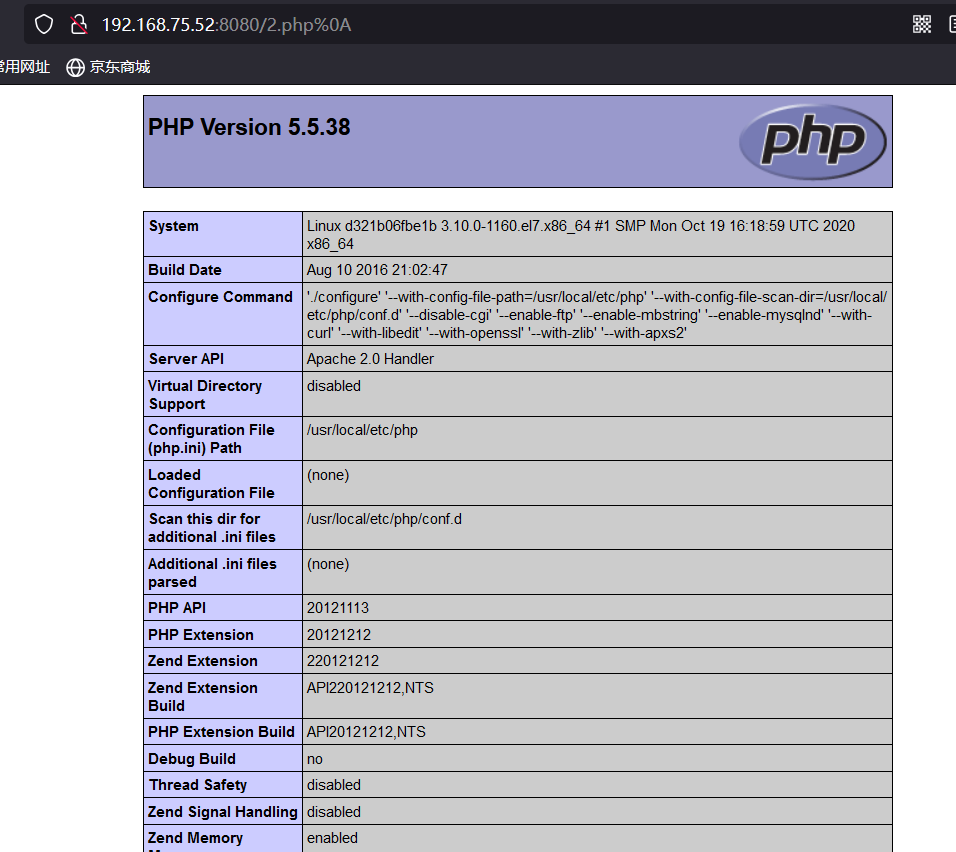 192.168.75.52:8080/2.php%0A
常用网址 京东商城
PHP Version 5.5.38
php
System
Linux d321b06fbe1b 3.10.0-1160.el7.x86_64 #1 SMP Mon Oct 19 16:18:59 UTC 2020
x86_64
Build Date
Aug 10 2016 21:02:47
Configure Command
'./configure' '--with-config-file-path=/usr/local/etc/php' '--with-config-file-scan-dir=/usr/local/
etc/php/conf.d' '--disable-cgi' '--enable-ftp' '--enable-mbstring' '--enable-mysqlnd' '--with-
curl' '--with-libedit' '--with-openssl' '--with-zlib' '--with-apxs2'
Server API
Apache 2.0 Handler
Virtual Directory
Support
disabled
Configuration File
(php.ini) Path
/usr/local/etc/php
Loaded
Configuration File
(none)
Scan this dir for
additional .ini files
/usr/local/etc/php/conf.d
Additional .ini files
parsed
(none)
PHP API
20121113
PHP Extension
20121212
Zend Extension
220121212
Zend Extension
Build
API220121212,NTS
PHP Extension Build
API20121212,NTS
Debug Build
no
Thread Safety
disabled
Zend Signal Handling
disabled
Zend Memory
enabled